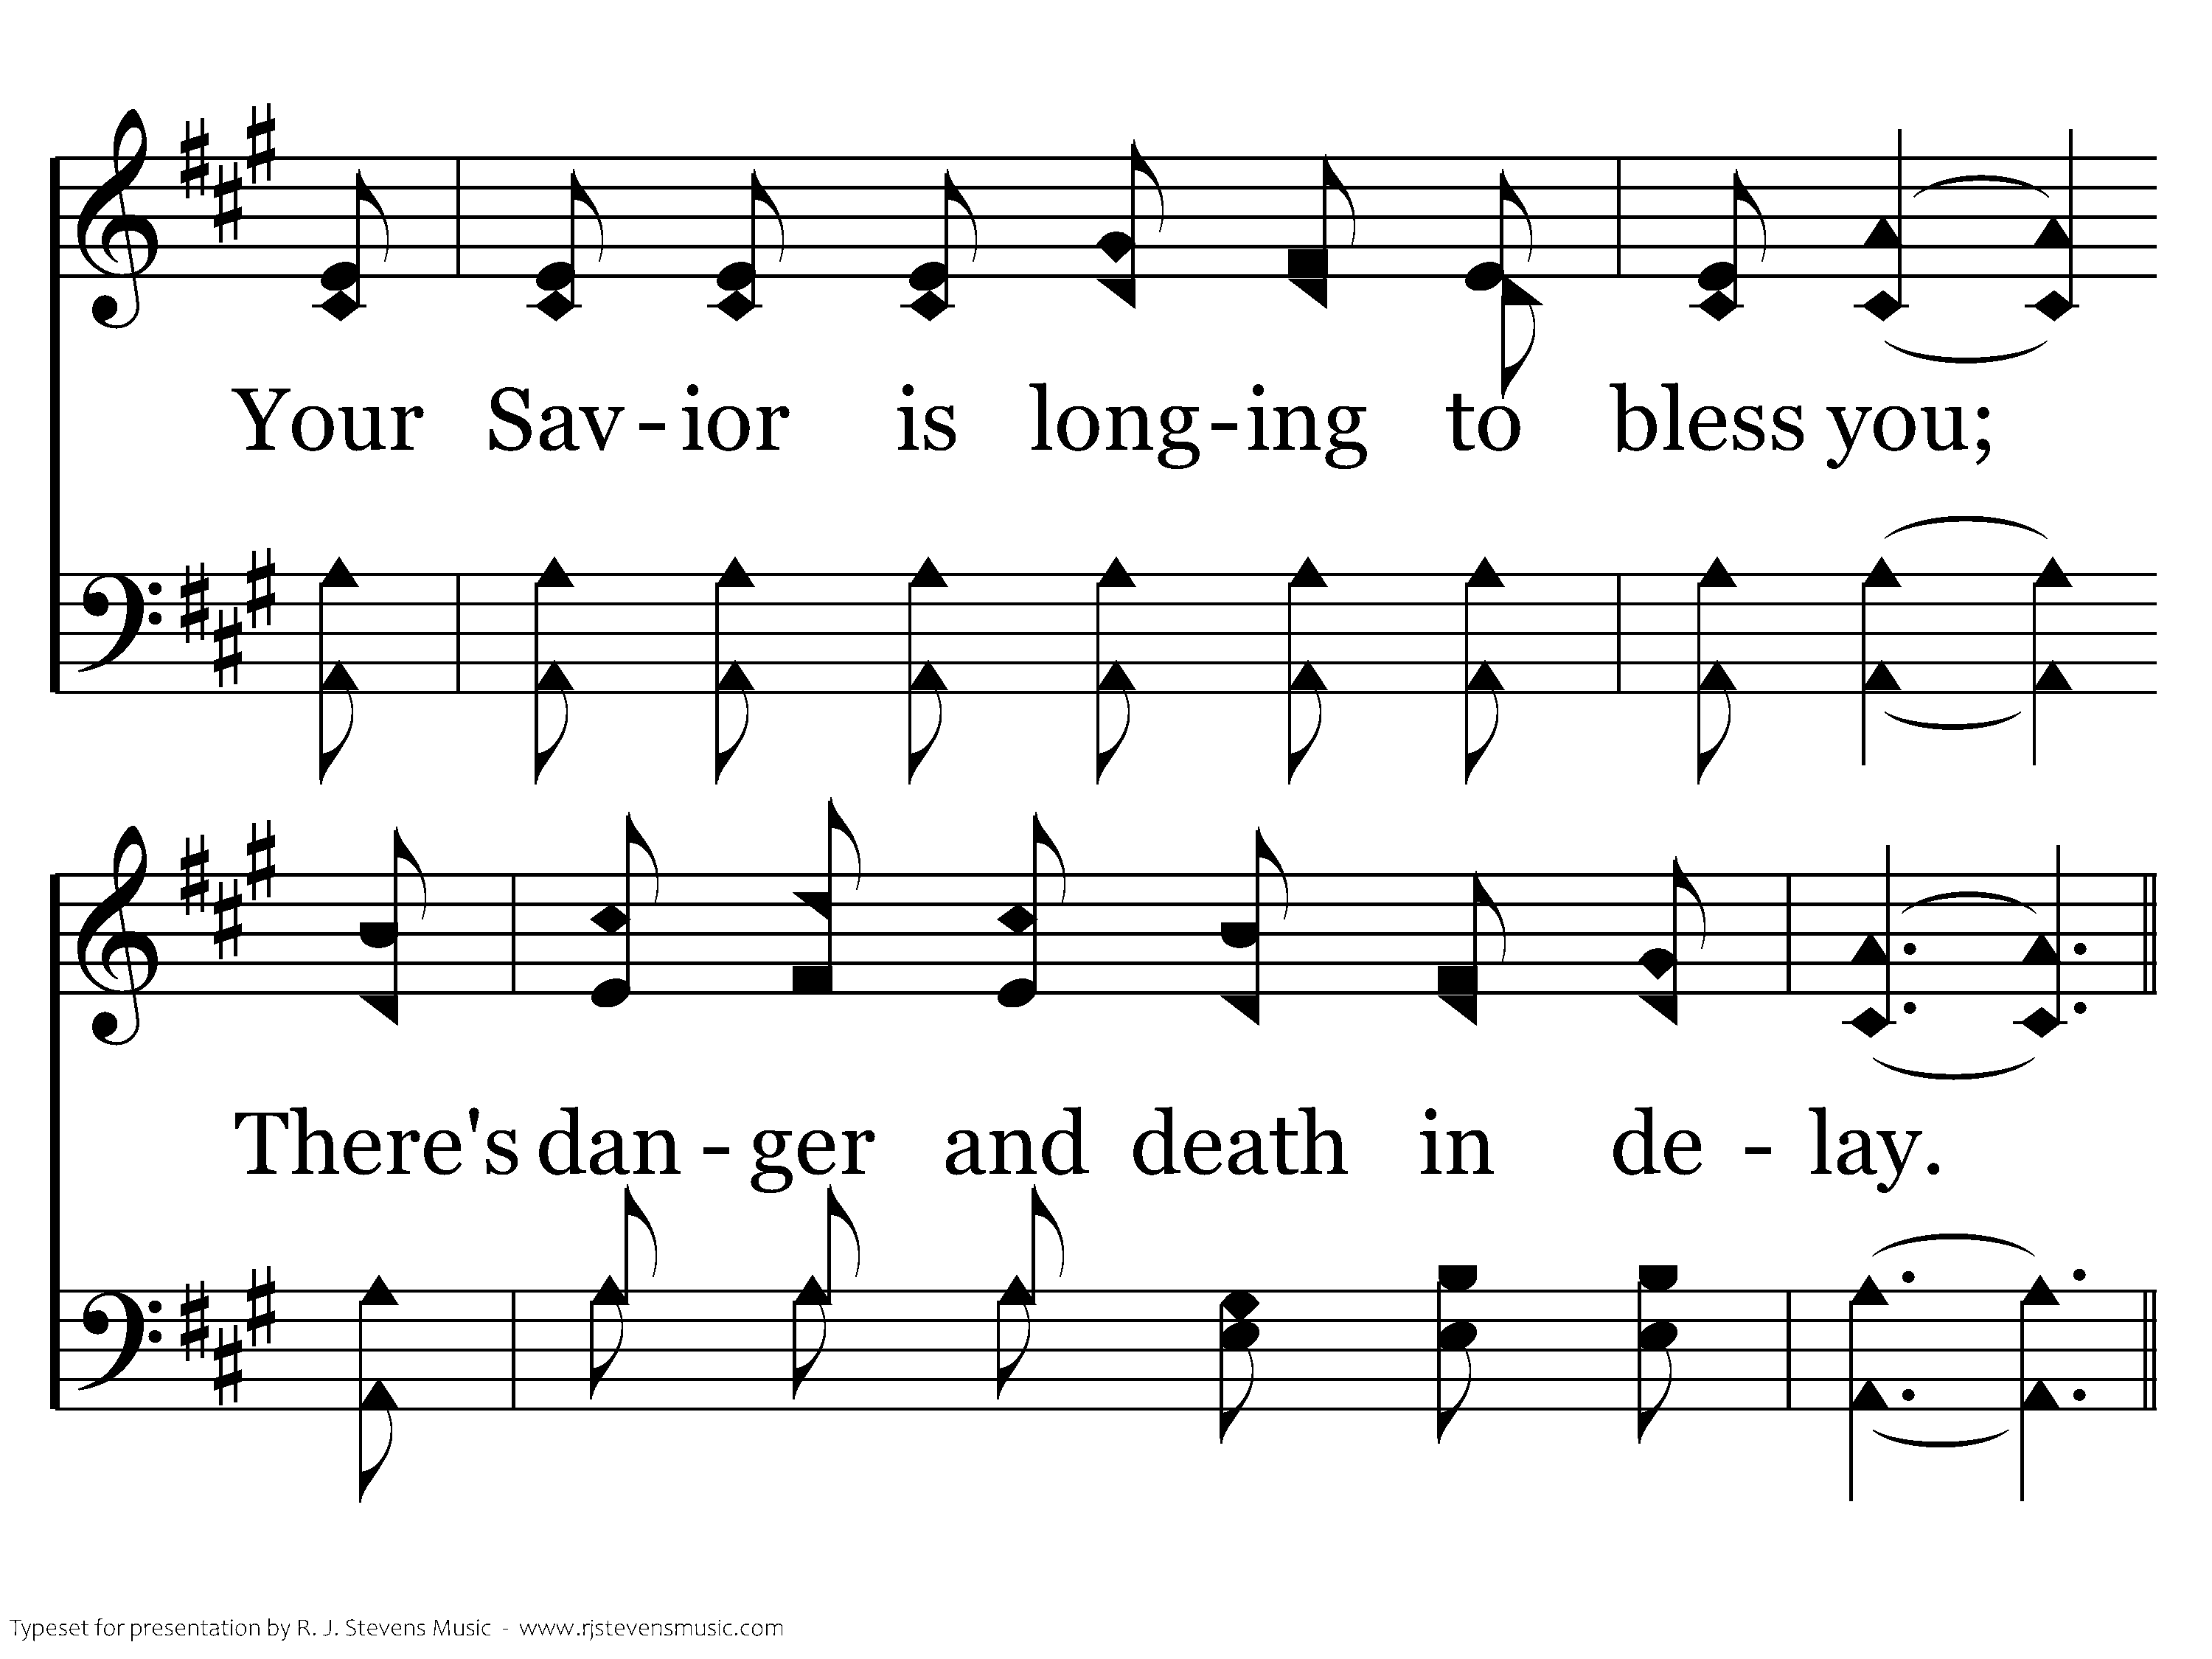 Your Sav-ior is long-ing to bless you;
There's dan-ger and death in de-lay.
Typeset for presentation by R. J. Stevens Music - www.rjstevensmusic.com